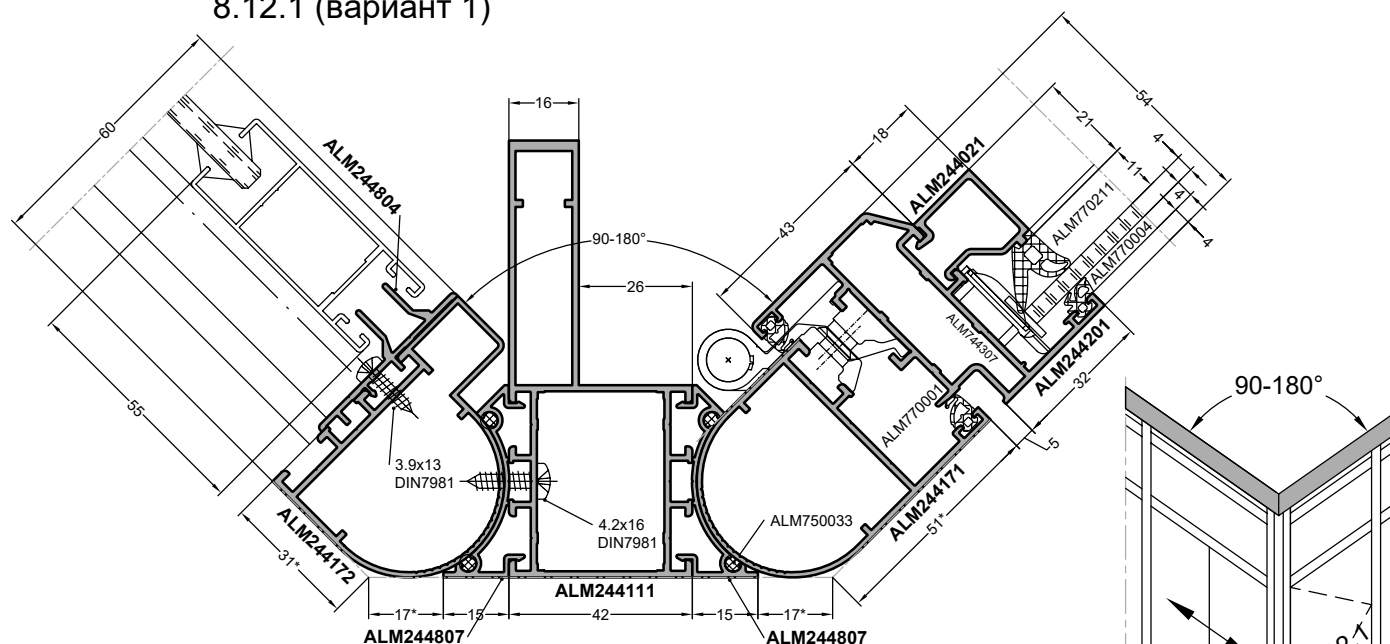 8.12.1 (вариант 1)
60
ALM244804
16
90-180°
26
43
18
ALM244021
21
54
11
4
4
4
ALM770211
ALM770004
ALM744307
ALM244201
32
5
ALM770001
ALM244171
51*
55
3.9x13
DIN7981
4.2x16
DIN7981
ALM750033
ALM244172
31*
ALM244111
17*
15
42
15
17*
ALM244807
ALM244807
90-180°